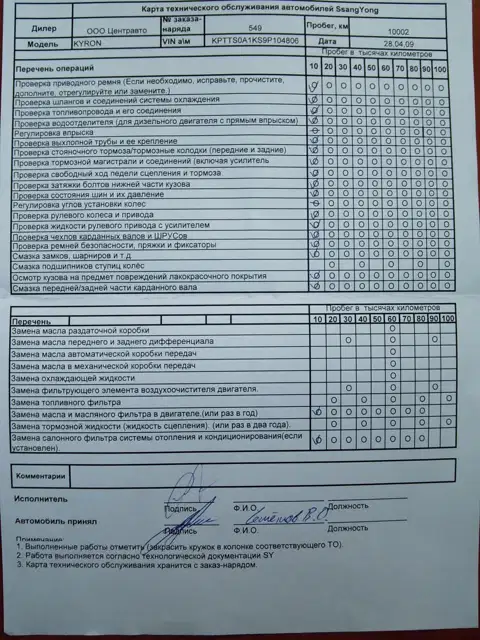 Карта технического обслуживания автомобилей SsangYong
Дилер ООО Центравто № заказа-наряда 549 Пробег, км 10002
Модель KYRON VIN а\м KPTTS0A1KS9P104806 Дата 28.04.09
Пробег в тысячах километров
Перечень операций 10 20 30 40 50 60 70 80 90 100
Проверка приводного ремня (Если необходимо, исправьте, прочистите,
дополните, отрегулируйте или замените.)
Проверка шлангов и соединений системы охлаждения
Проверка топливопровода и его соединения
Проверка водоотделителя (для дизельного двигателя с прямым впрыском)
Регулировка впрыска
Проверка выхлопной трубы и ее крепление
Проверка стояночного тормоза/тормозные колодки (передние и задние)
Проверка тормозной магистрали и соединений (включая усилитель
Проверка свободный ход педели сцепления и тормоза
Проверка затяжки болтов нижней части кузова
Проверка состояния шин и их давление
Регулировка углов установки колес
Проверка рулевого колеса и привода
Проверка жидкости рулевого привода с усилителем
Проверка чехлов карданных валов и ШРУСов
Проверка ремней безопасности, пряжки и фиксаторы
Смазка замков, шарниров и т.д
Смазка подшипников ступиц колёс
Осмотр кузова на предмет повреждений лакокрасочного покрытия
Смазка передней/задней части карданного вала
Пробег в тысячах километров
Перечень 10 20 30 40 50 60 70 80 90 100
Замена масла раздаточной коробки
Замена масла переднего и заднего дифференциала
Замена масла автоматической коробки передач
Замена масла в механической коробки передач
Замена охлаждающей жидкости
Замена фильтрующего элемента воздухоочистителя двигателя.
Замена топливного фильтра
Замена масла и масляного фильтра в двигателе.(или раз в год)
Замена тормозной жидкости (жидкость сцепления). (или раз в два года).
Замена салонного фильтра системы отопления и кондиционирования(если
установлен).
Комментарии
Исполнитель
Подпись Ф.И.О. Должность
Автомобиль принял
Подпись Ф.И.О. Должность
Примечание
1. Выполненные работы отметить (закрасить кружок в колонке соответствующего ТО).
2. Работа выполняется согласно технологической документации SY
3. Карта технического обслуживания хранится с заказ-нарядом.